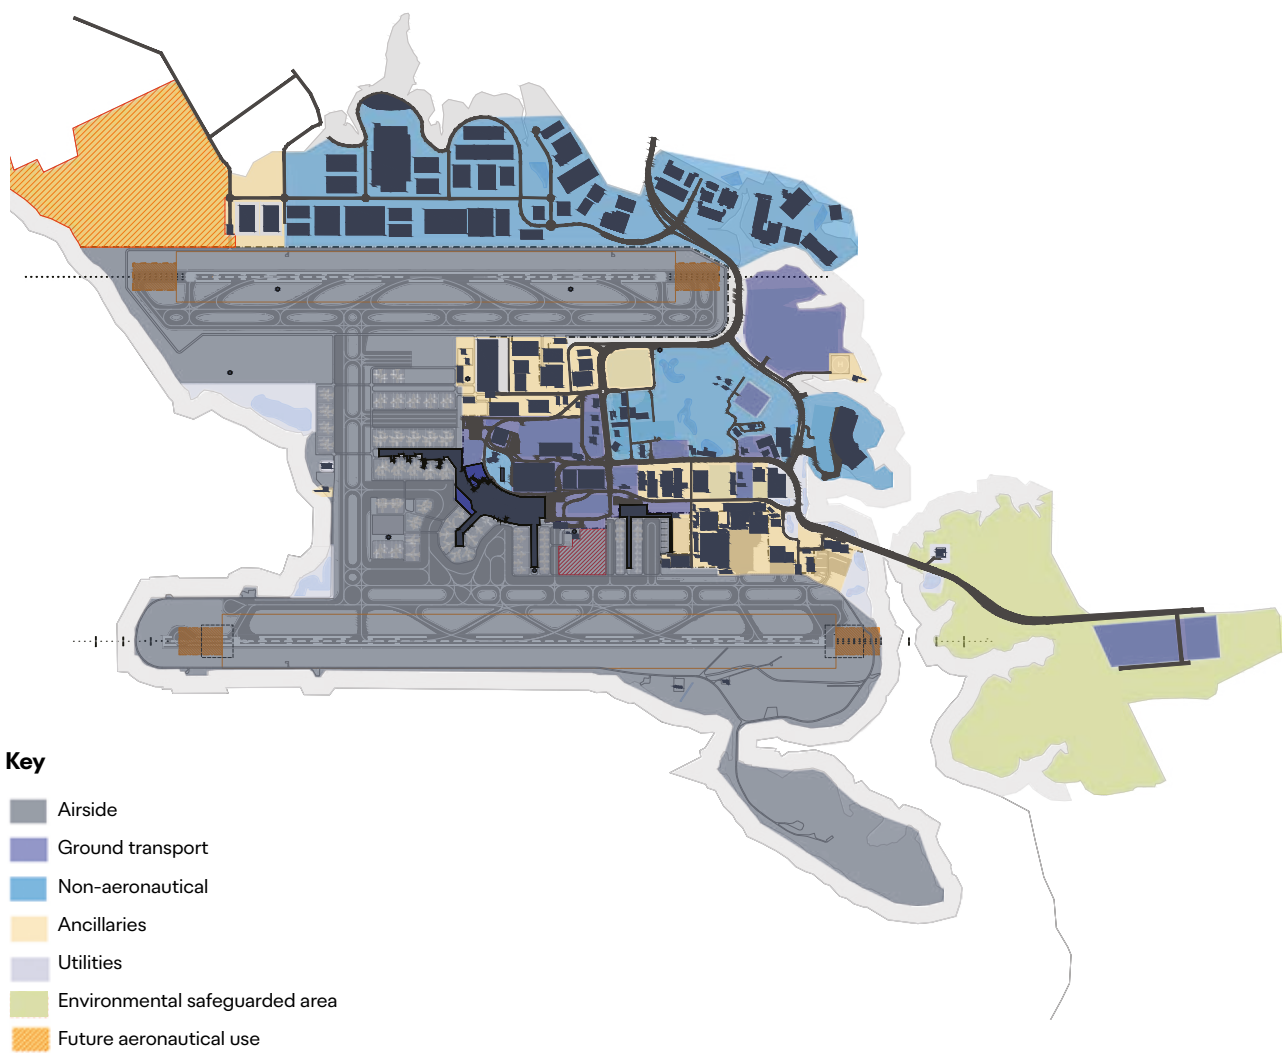 Key
Airside
Ground transport
Non-aeronautical
Ancillaries
Utilities
Environmental safeguarded area
Future aeronautical use